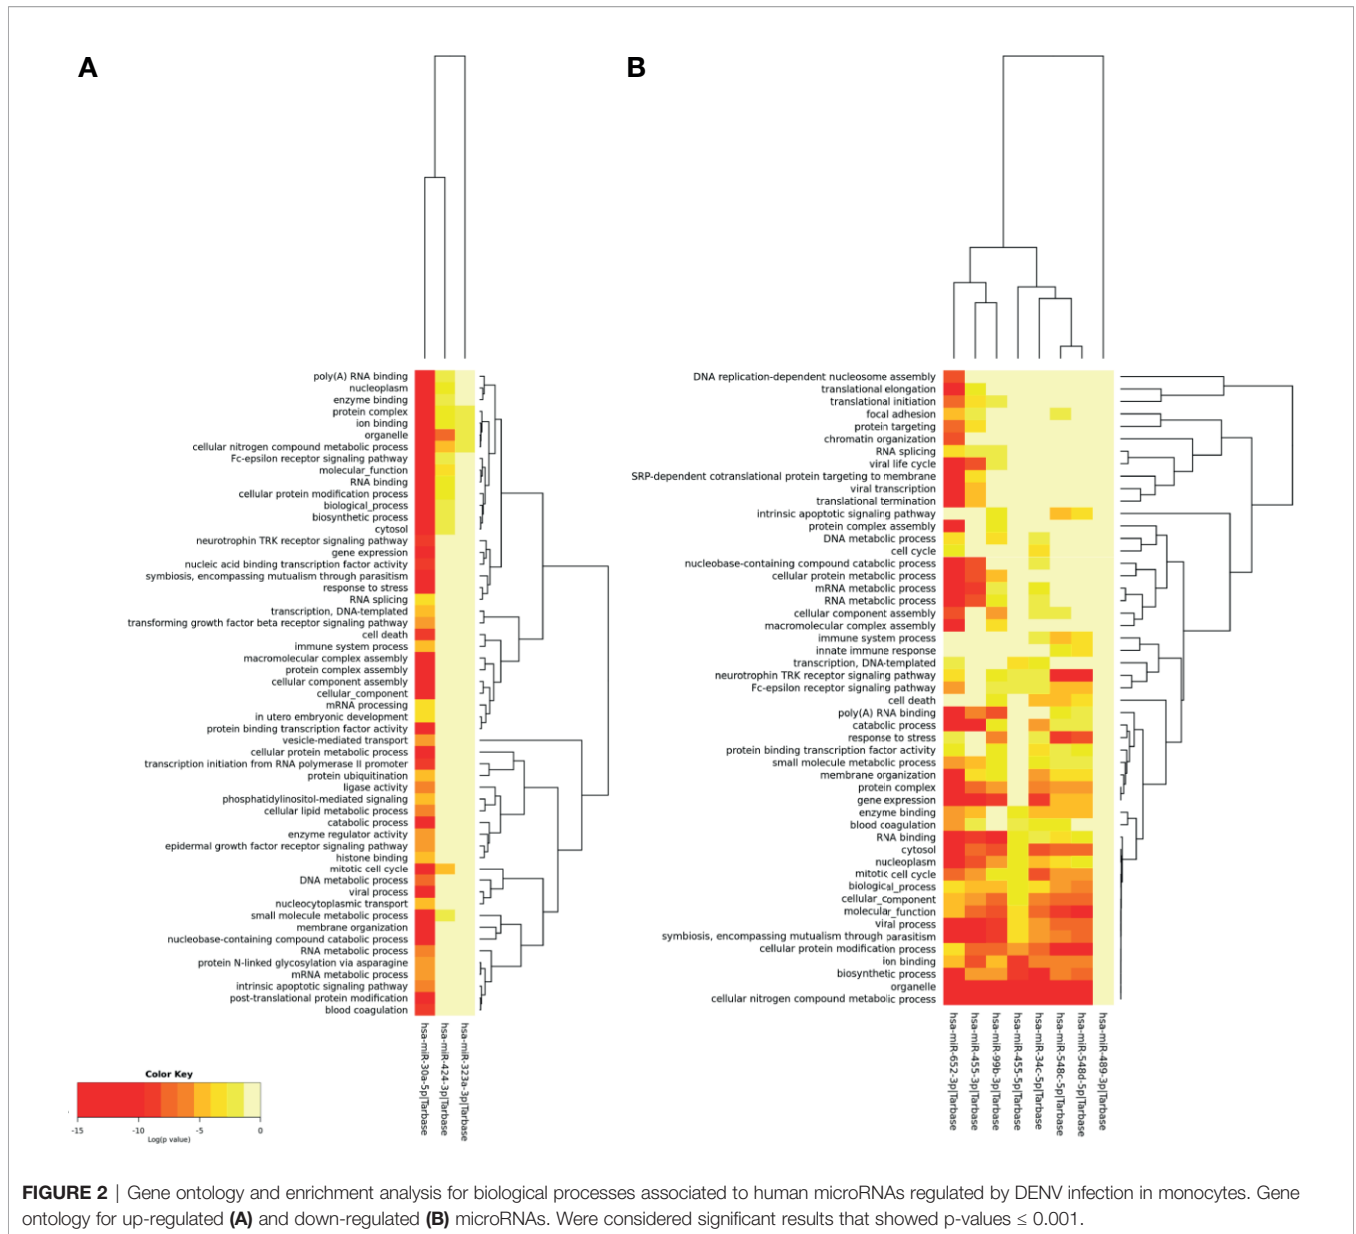 A
B
poly(A) RNA binding
nucleoplasm
enzyme binding
protein complex
ion binding
organelle
cellular nitrogen compound metabolic process
Fc-epsilon receptor signaling pathway
molecular_function
RNA binding
cellular protein modification process
biological_process
biosynthetic process
cytosol
neurotrophin TRK receptor signaling pathway
gene expression
nucleic acid binding transcription factor activity
symbiosis, encompassing mutualism through parasitism
response to stress
RNA splicing
transcription, DNA-templated
transforming growth factor beta receptor signaling pathway
cell death
immune system process
macromolecular complex assembly
protein complex assembly
cellular component assembly
cellular_component
mRNA processing
in utero embryonic development
protein binding transcription factor activity
vesicle-mediated transport
cellular protein metabolic process
transcription initiation from RNA polymerase II promoter
protein ubiquitination
ligase activity
phosphatidylinositol-mediated signaling
cellular lipid metabolic process
catabolic process
enzyme regulator activity
epidermal growth factor receptor signaling pathway
histone binding
mitotic cell cycle
DNA metabolic process
viral process
nucleocytoplasmic transport
small molecule metabolic process
membrane organization
nucleobase-containing compound catabolic process
RNA metabolic process
protein N-linked glycosylation via asparagine
mRNA metabolic process
intrinsic apoptotic signaling pathway
post-translational protein modification
blood coagulation
hsa-miR-30a-5p|Tarbase
hsa-miR-424-3p|Tarbase
hsa-miR-323a-3p|Tarbase
Color Key
-15 -10 -5 0
Log(p value)
DNA replication-dependent nucleosome assembly
translational elongation
translational initiation
focal adhesion
protein targeting
chromatin organization
RNA splicing
viral life cycle
SRP-dependent cotranslational protein targeting to membrane
viral transcription
translational termination
intrinsic apoptotic signaling pathway
protein complex assembly
DNA metabolic process
cell cycle
nucleobase-containing compound catabolic process
cellular protein metabolic process
mRNA metabolic process
RNA metabolic process
cellular component assembly
macromolecular complex assembly
immune system process
innate immune response
transcription, DNA-templated
neurotrophin TRK receptor signaling pathway
Fc-epsilon receptor signaling pathway
cell death
poly(A) RNA binding
catabolic process
response to stress
protein binding transcription factor activity
small molecule metabolic process
membrane organization
protein complex
gene expression
enzyme binding
blood coagulation
RNA binding
cytosol
nucleoplasm
mitotic cell cycle
biological_process
cellular_component
molecular_function
viral process
symbiosis, encompassing mutualism through parasitism
cellular protein modification process
ion binding
biosynthetic process
organelle
cellular nitrogen compound metabolic process
hsa-miR-652-3p|Tarbase
hsa-miR-455-3p|Tarbase
hsa-miR-99b-3p|Tarbase
hsa-miR-455-5p|Tarbase
hsa-miR-34c-5p|Tarbase
hsa-miR-548c-5p|Tarbase
hsa-miR-548d-5p|Tarbase
hsa-miR-489-3p|Tarbase
FIGURE 2 | Gene ontology and enrichment analysis for biological processes associated to human microRNAs regulated by DENV infection in monocytes. Gene
ontology for up-regulated (A) and down-regulated (B) microRNAs. Were considered significant results that showed p-values ≤ 0.001.